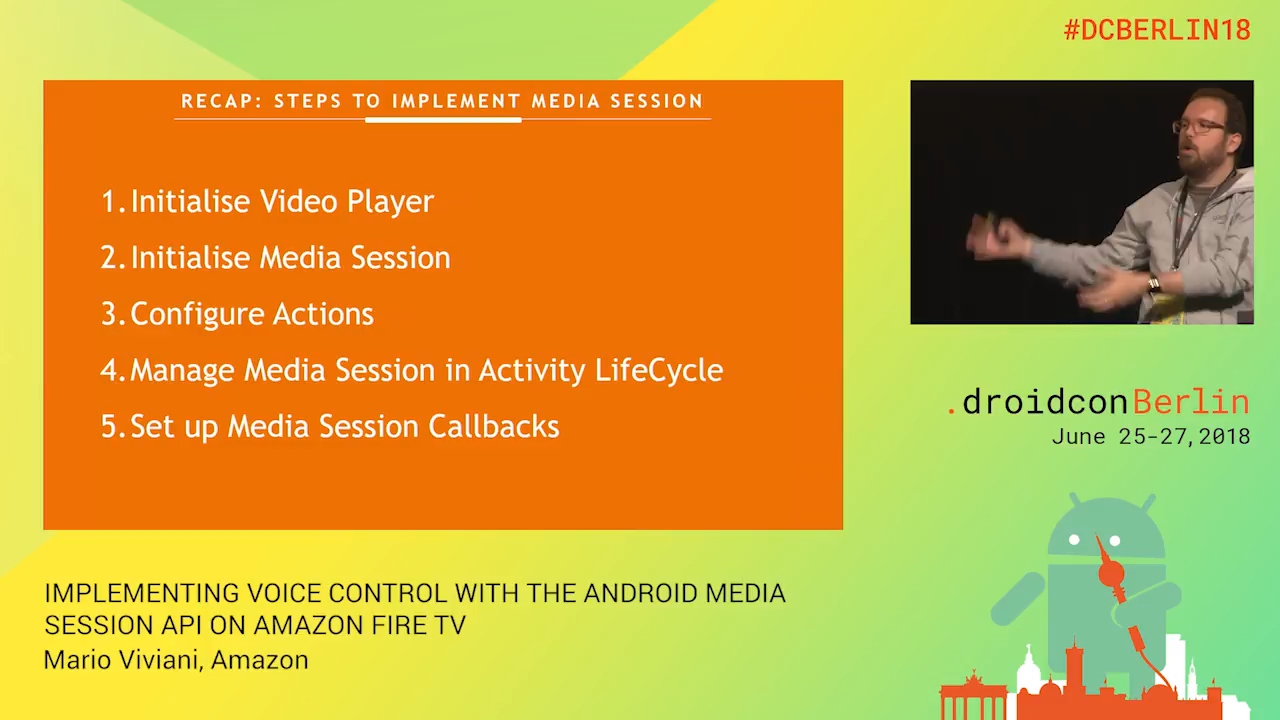 #DCBERLIN18
RECAP: STEPS TO IMPLEMENT MEDIA SESSION
1. Initialise Video Player
2. Initialise Media Session
3. Configure Actions
4. Manage Media Session in Activity LifeCycle
5. Set up Media Session Callbacks
.droidconBerlin
June 25-27, 2018
IMPLEMENTING VOICE CONTROL WITH THE ANDROID MEDIA
SESSION API ON AMAZON FIRE TV
Mario Viviani, Amazon